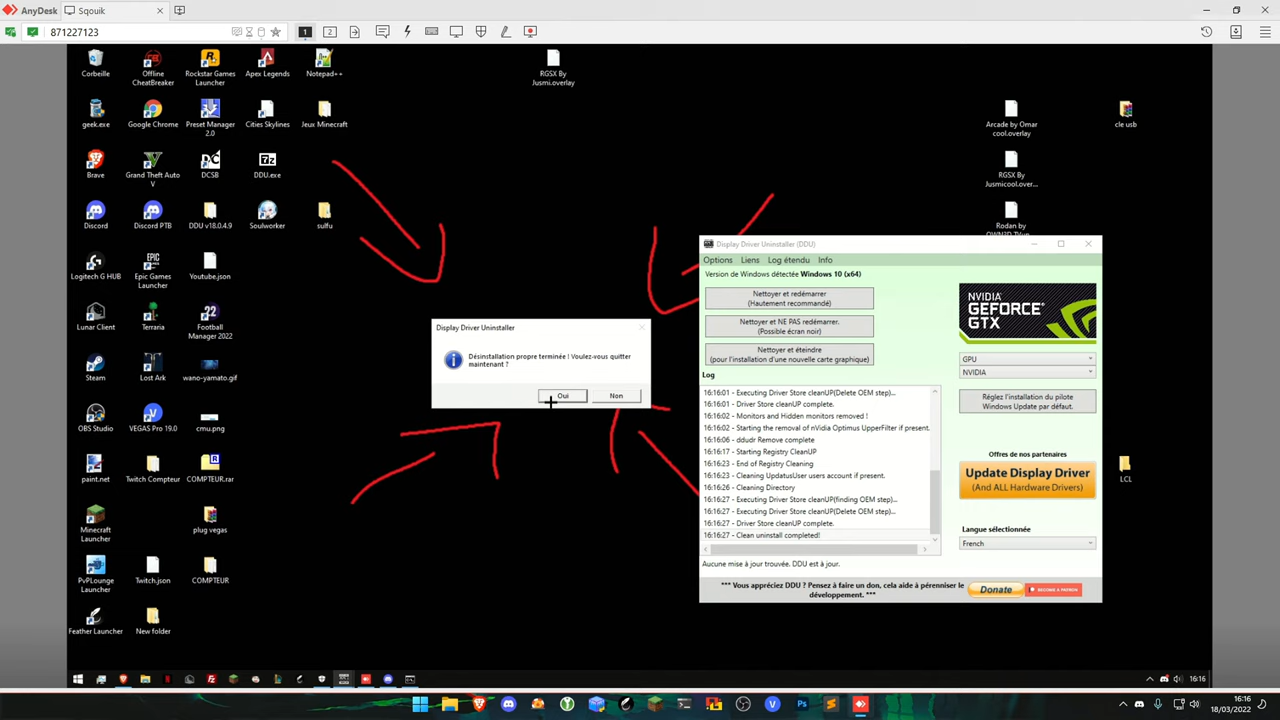 AnyDesk
Sqouik
871227123
1
2
Corbeille
Offline
CheatBreaker
Rockstar Games
Launcher
Apex Legends
Notepad++
RGSX By
Jusmi.overlay
geek.exe
Google Chrome
Preset Manager
2.0
Cities Skylines
Jeux Minecraft
Arcade by Omar
cool.overlay
cle usb
Brave
Grand Theft Auto
V
DCSB
DDU.exe
RGSX By
Jusmicool.over...
Discord
Discord PTB
DDU v18.0.4.9
Soulworker
sulfu
Rodan by
Logitech G HUB
Epic Games
Launcher
Youtube.json
Lunar Client
Terraria
Football
Manager 2022
Steam
Lost Ark
wano-yamato.gif
OBS Studio
VEGAS Pro 19.0
cmu.png
paint.net
Twitch Compteur
COMPTEUR.rar
LCL
Minecraft
Launcher
plug vegas
PvPLounge
Launcher
Twitch.json
COMPTEUR
Feather Launcher
New folder
Display Driver Uninstaller
Désinstallation propre terminée ! Voulez-vous quitter
maintenant ?
Oui
Non
Display Driver Uninstaller (DDU)
Options
Liens
Log étendu
Info
Version de Windows détectée Windows 10 (x64)
Nettoyer et redémarrer
(Hautement recommandé)
Nettoyer et NE PAS redémarrer.
(Possible écran noir)
Nettoyer et éteindre
(pour l'installation d'une nouvelle carte graphique)
NVIDIA
GEFORCE
GTX
GPU
NVIDIA
Log
16:16:01 - Executing Driver Store cleanUP(Delete OEM step)...
16:16:01 - Driver Store cleanUP complete.
16:16:02 - Monitors and Hidden monitors removed !
16:16:02 - Starting the removal of nVidia Optimus UpperFilter if present.
16:16:06 - ddudr Remove complete
16:16:17 - Starting Registry CleanUP
16:16:23 - End of Registry Cleaning
16:16:23 - Cleaning UpdatusUser users account if present.
16:16:26 - Cleaning Directory
16:16:27 - Executing Driver Store cleanUP(finding OEM step)...
16:16:27 - Executing Driver Store cleanUP(Delete OEM step)...
16:16:27 - Driver Store cleanUP complete.
16:16:27 - Clean uninstall completed!
Réglez l'installation du pilote
Windows Update par défaut.
Offres de nos partenaires
Update Display Driver
(And ALL Hardware Drivers)
Langue sélectionnée
French
Aucune mise à jour trouvée. DDU est à jour.
*** Vous appréciez DDU ? Pensez à faire un don, cela aide à pérenniser le
développement. ***
Donate
BECOME A PATRON
16:16
16:16
18/03/2022